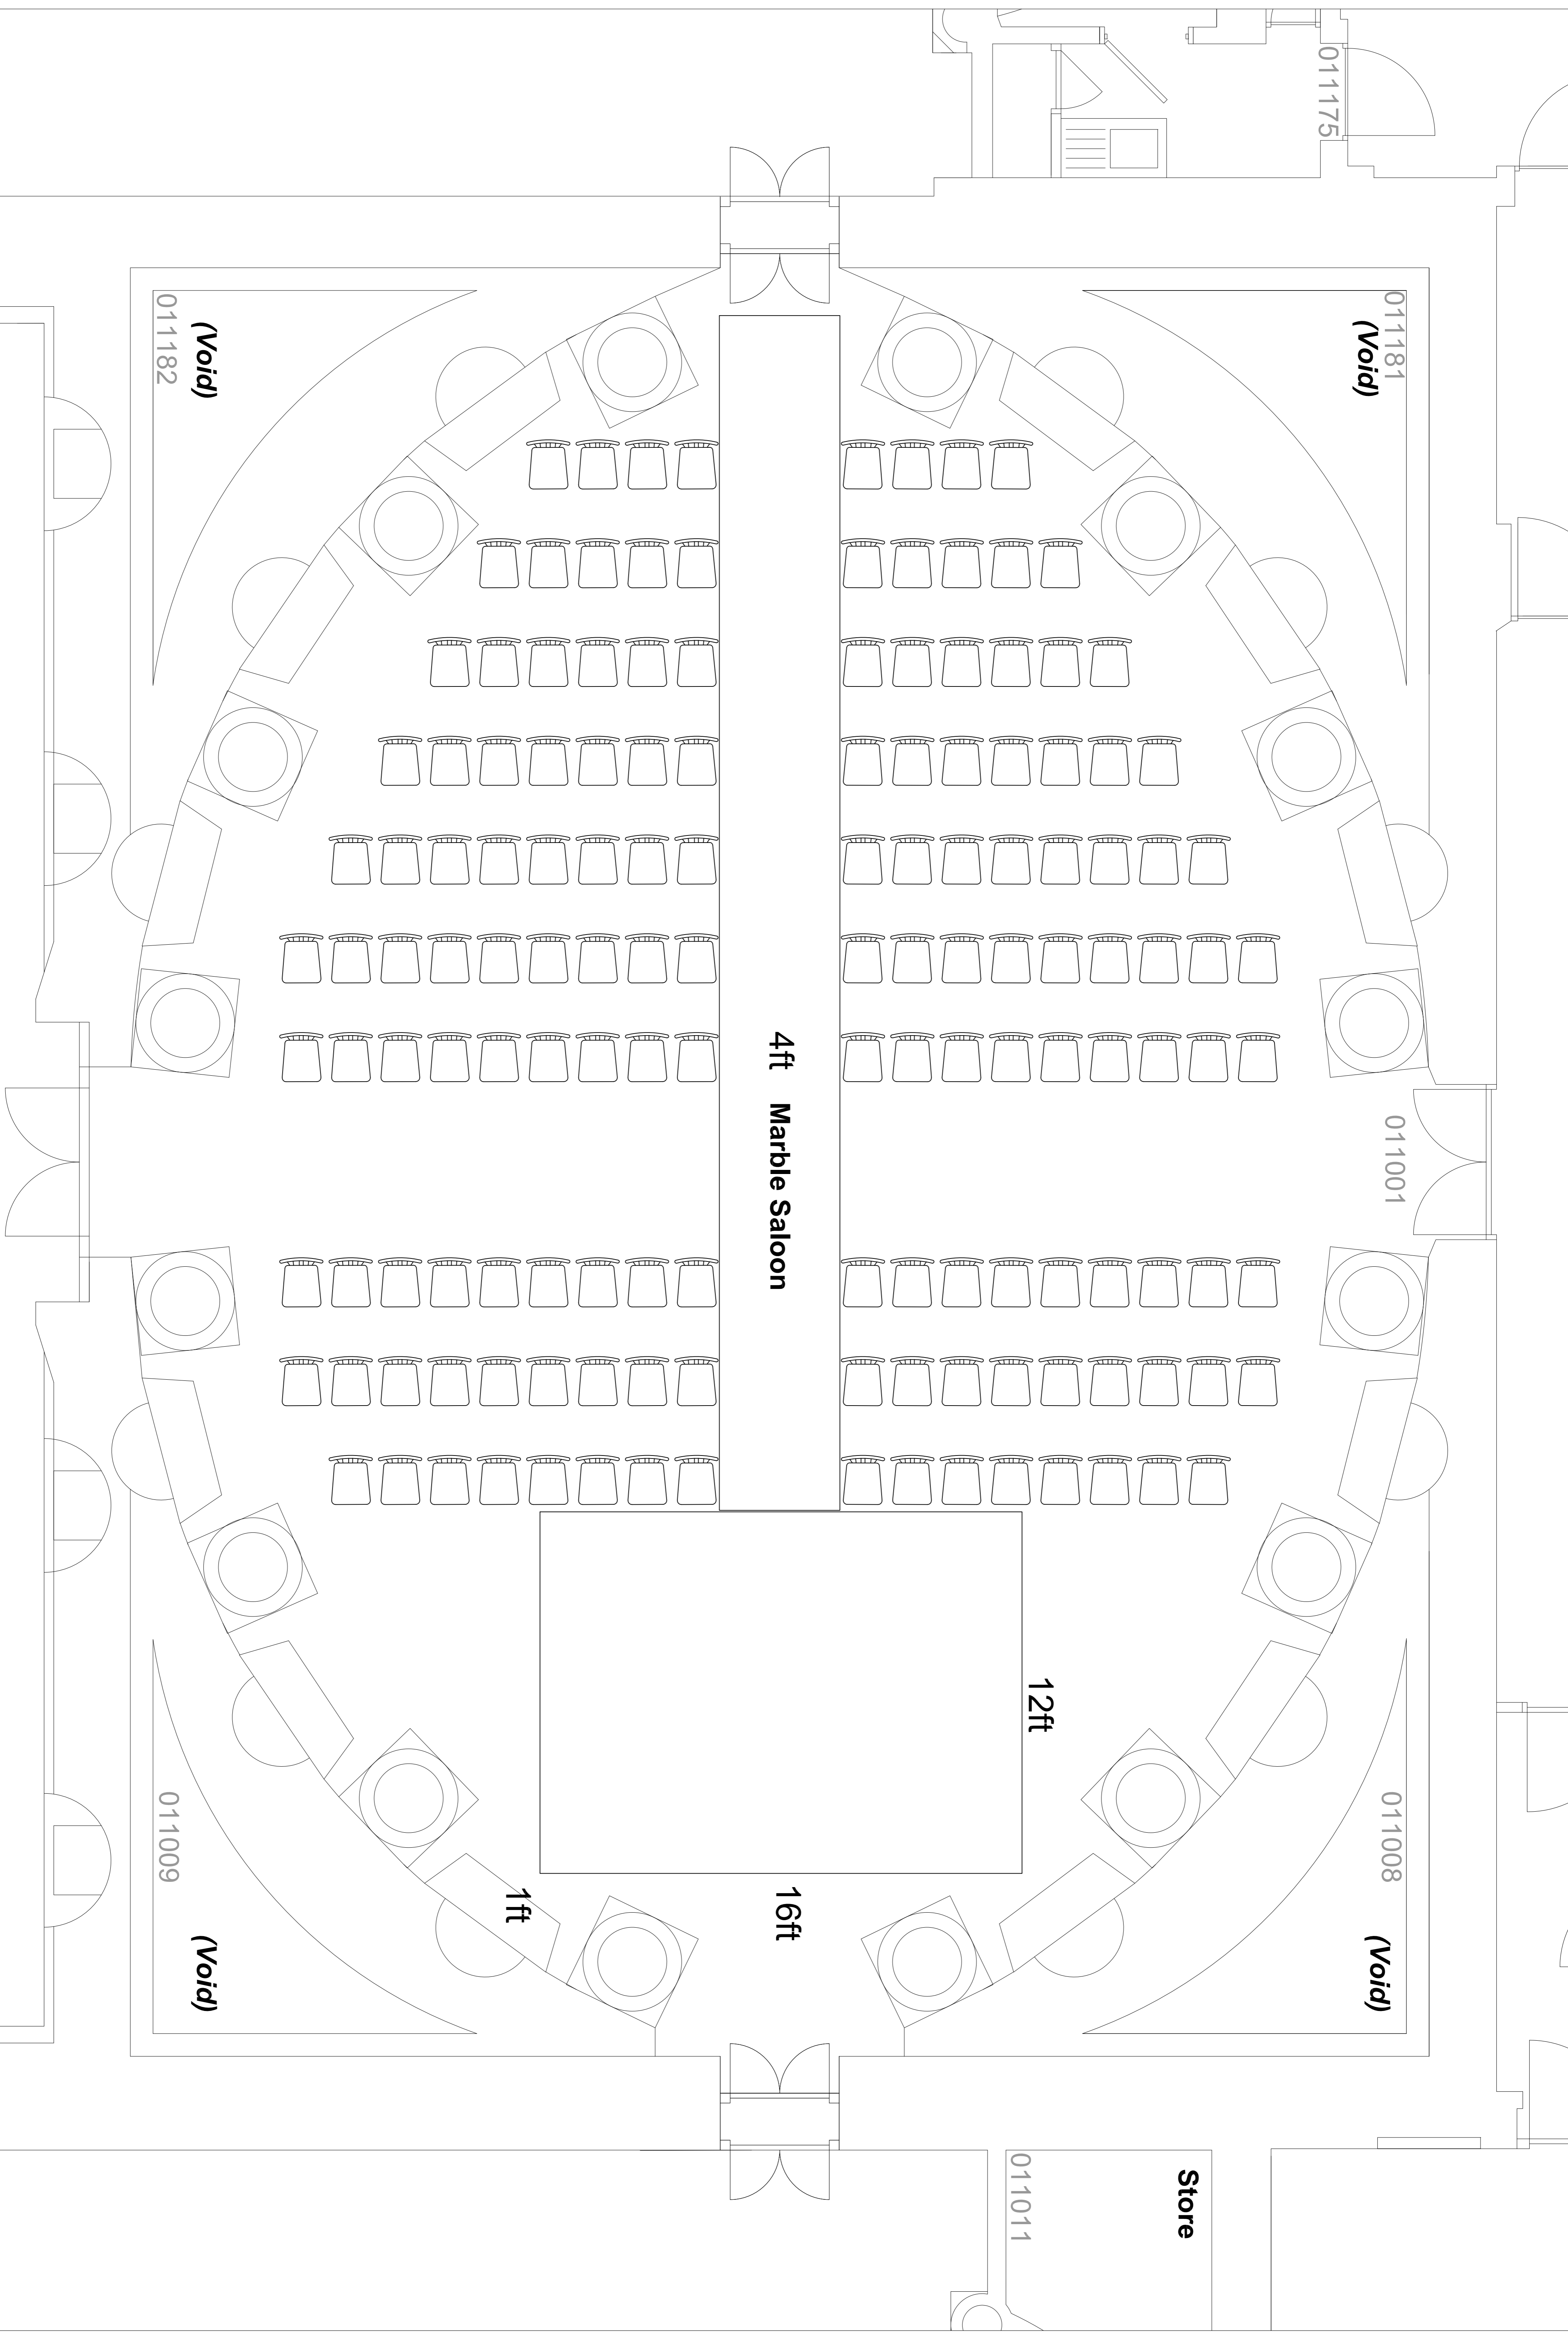 011175
011182
(Void)
011181
(Void)
4ft
Marble Saloon
011001
12ft
011009
(Void)
1ft
16ft
011008
(Void)
011011
Store